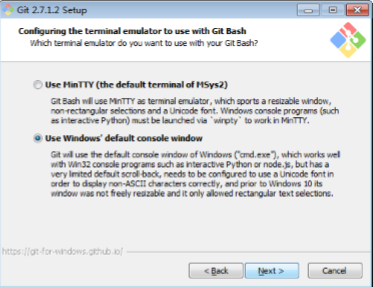 Git 2.7.1.2 Setup
Configuring the terminal emulator to use with Git Bash
Which terminal emulator do you want to use with your Git Bash?
Use MinTTY (the default terminal of MSys2)
Git Bash will use MinTTY as terminal emulator, which sports a resizable window,
non-rectangular selections and a Unicode font. Windows console programs (such
as interactive Python) must be launched via `winpty` to work in MinTTY.
Use Windows' default console window
Git will use the default console window of Windows ("cmd.exe"), which works well
with Win32 console programs such as interactive Python or node.js, but has a
very limited default scroll-back, needs to be configured to use a Unicode font in
order to display non-ASCII characters correctly, and prior to Windows 10 its
window was not freely resizable and it only allowed rectangular text selections.
https://git-for-windows.github.io/
< Back
Next >
Cancel